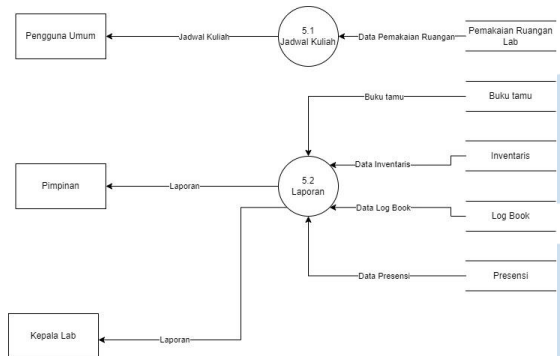 Pengguna Umum
Jadwal Kuliah
5.1
Jadwal Kuliah
Data Pemakaian Ruangan
Pemakaian Ruangan
Lab
Buku tamu
Buku tamu
Data Inventaris
Inventaris
Pimpinan
Laporan
5.2
Laporan
Data Log Book
Log Book
Data Presensi
Presensi
Kepala Lab
Laporan